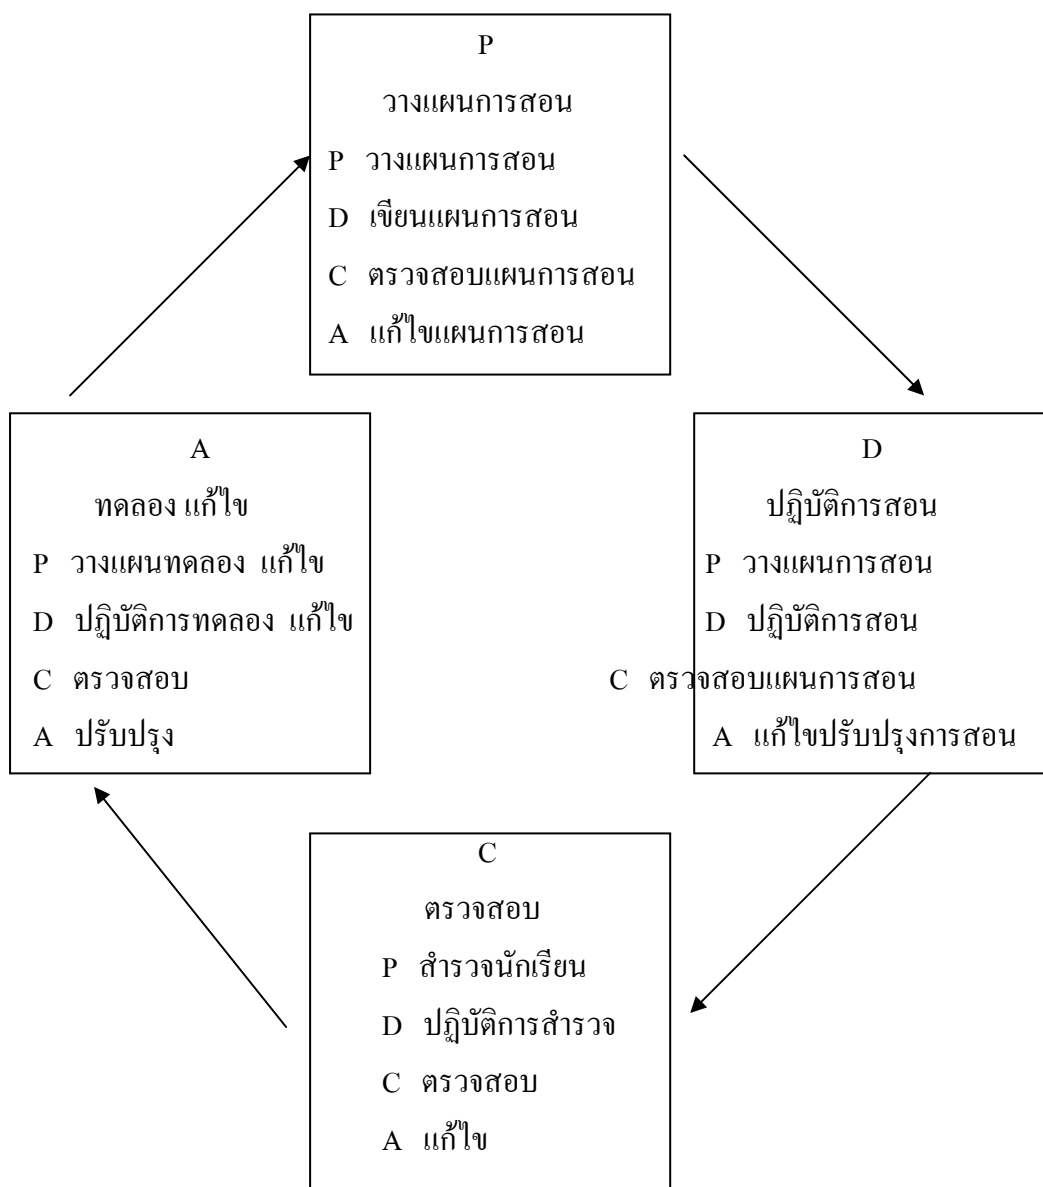 P
วางแผนการสอน
P วางแผนการสอน
D เขียนแผนการสอน
C ตรวจสอบแผนการสอน
A แก้ไขแผนการสอน
A
ทดลอง แก้ไข
P วางแผนทดลอง แก้ไข
D ปฏิบัติการทดลอง แก้ไข
C ตรวจสอบ
A ปรับปรุง
D
ปฏิบัติการสอน
P วางแผนการสอน
D ปฏิบัติการสอน
C ตรวจสอบแผนการสอน
A แก้ไขปรับปรุงการสอน
C
ตรวจสอบ
P สำรวจนักเรียน
D ปฏิบัติการสำรวจ
C ตรวจสอบ
A แก้ไข